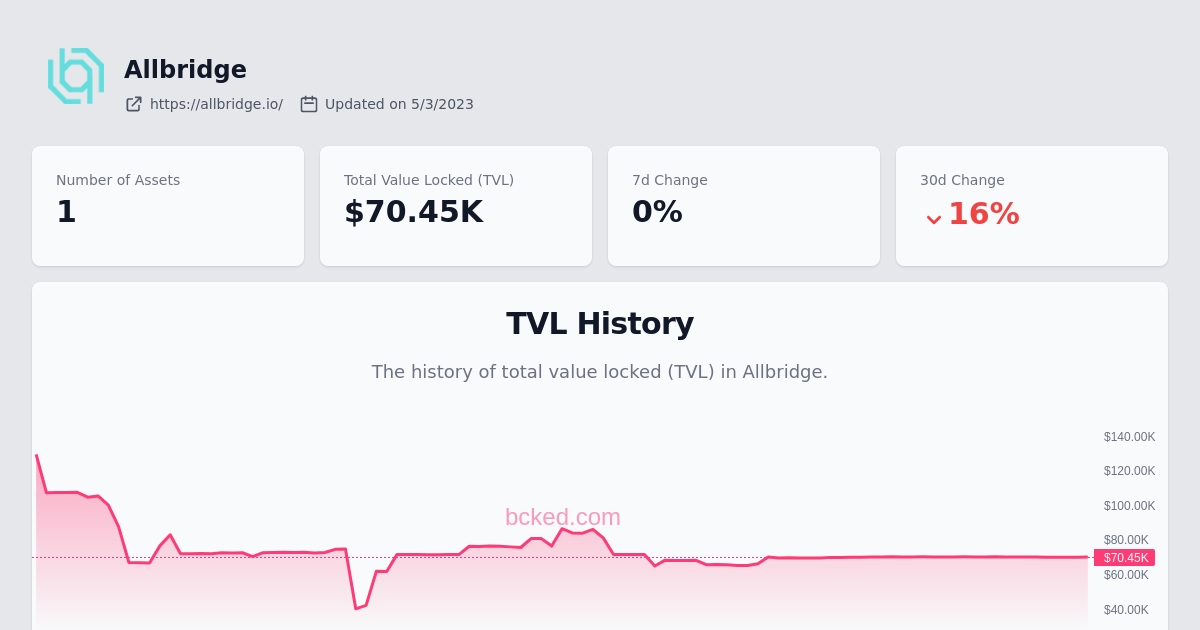 Allbridge
https://allbridge.io/ Updated on 5/3/2023
Number of Assets
1
Total Value Locked (TVL)
$70.45K
7d Change
0%
30d Change
16%
TVL History
The history of total value locked (TVL) in Allbridge.
bcked.com
$140.00K
$120.00K
$100.00K
$80.00K
$70.45K
$60.00K
$40.00K